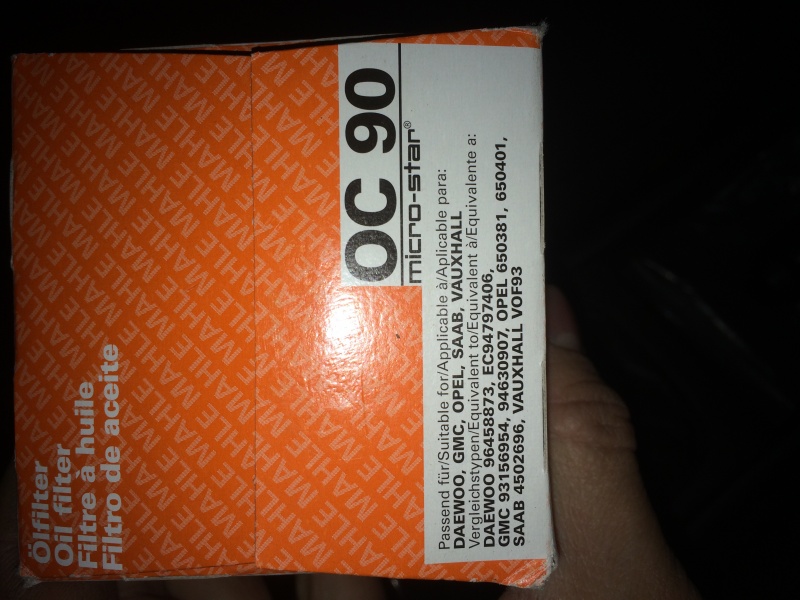 Ölfilter
Oil filter
Filtre à huile
Filtro de aceite
MAHLE
OC 90
micro-star®
Passend für/Suitable for/Applicable à/Aplicable para:
DAEWOO, GMC, OPEL, SAAB, VAUXHALL
Vergleichstypen/Equivalent to/Equivalent à/Equivalente a:
DAEWOO 96458873, EC94797406,
GMC 93156954, 94630907, OPEL 650381, 650401,
SAAB 4502696, VAUXHALL VOF93